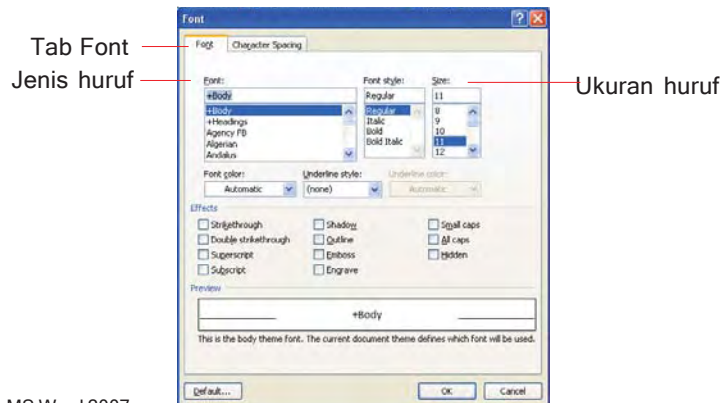 Font
Tab Font
Font Character Spacing
Jenis huruf
Font: Font style: Size:
Ukuran huruf
+Body Regular 11
+Body Regular 8
+Headings Italic 9
Agency FB Bold 10
Algerian Bold Italic 11
Andalus 12
Font color: Underline style: Underline color:
Automatic (none) Automatic
Effects
Strikethrough Shadow Small caps
Double strikethrough Outline All caps
Superscript Emboss Hidden
Subscript Engrave
Preview
+Body
This is the body theme font. The current document theme defines which font will be used.
Default... OK Cancel